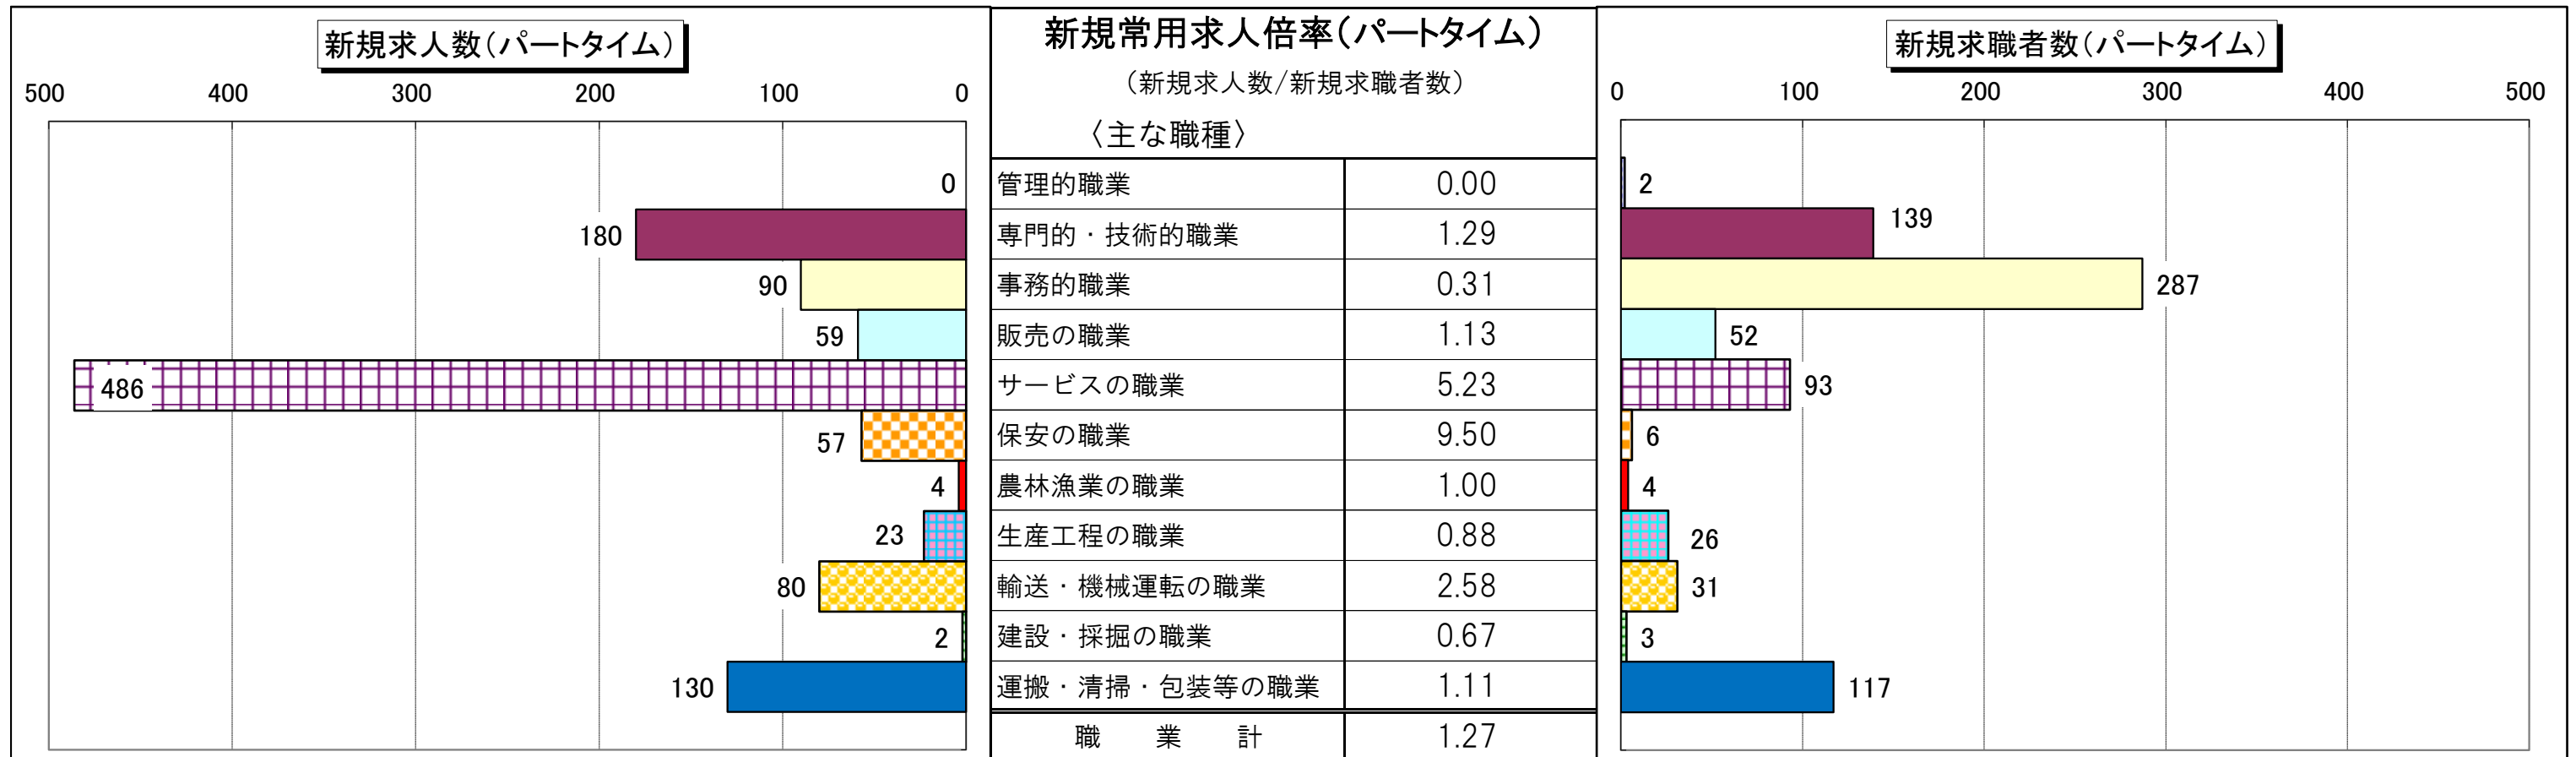 新規求人数(パートタイム)
500 400 300 200 100 0
0
180
90
59
486
57
4
23
80
2
130
新規常用求人倍率(パートタイム)
(新規求人数/新規求職者数)
〈主な職種〉
管理的職業 0.00
専門的・技術的職業 1.29
事務的職業 0.31
販売の職業 1.13
サービスの職業 5.23
保安の職業 9.50
農林漁業の職業 1.00
生産工程の職業 0.88
輸送・機械運転の職業 2.58
建設・採掘の職業 0.67
運搬・清掃・包装等の職業 1.11
職 業 計 1.27
新規求職者数(パートタイム)
0 100 200 300 400 500
2
139
287
52
93
6
4
26
31
3
117